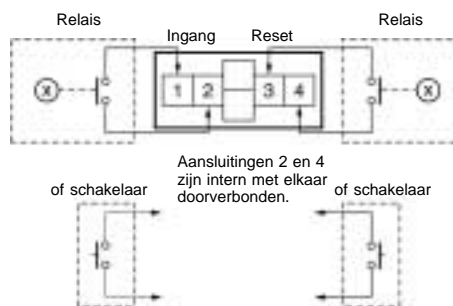 Relais
Relais
Ingang
Reset
X
1 2 3 4
X
Aansluitingen 2 en 4
zijn intern met elkaar
doorverbonden.
of schakelaar
of schakelaar